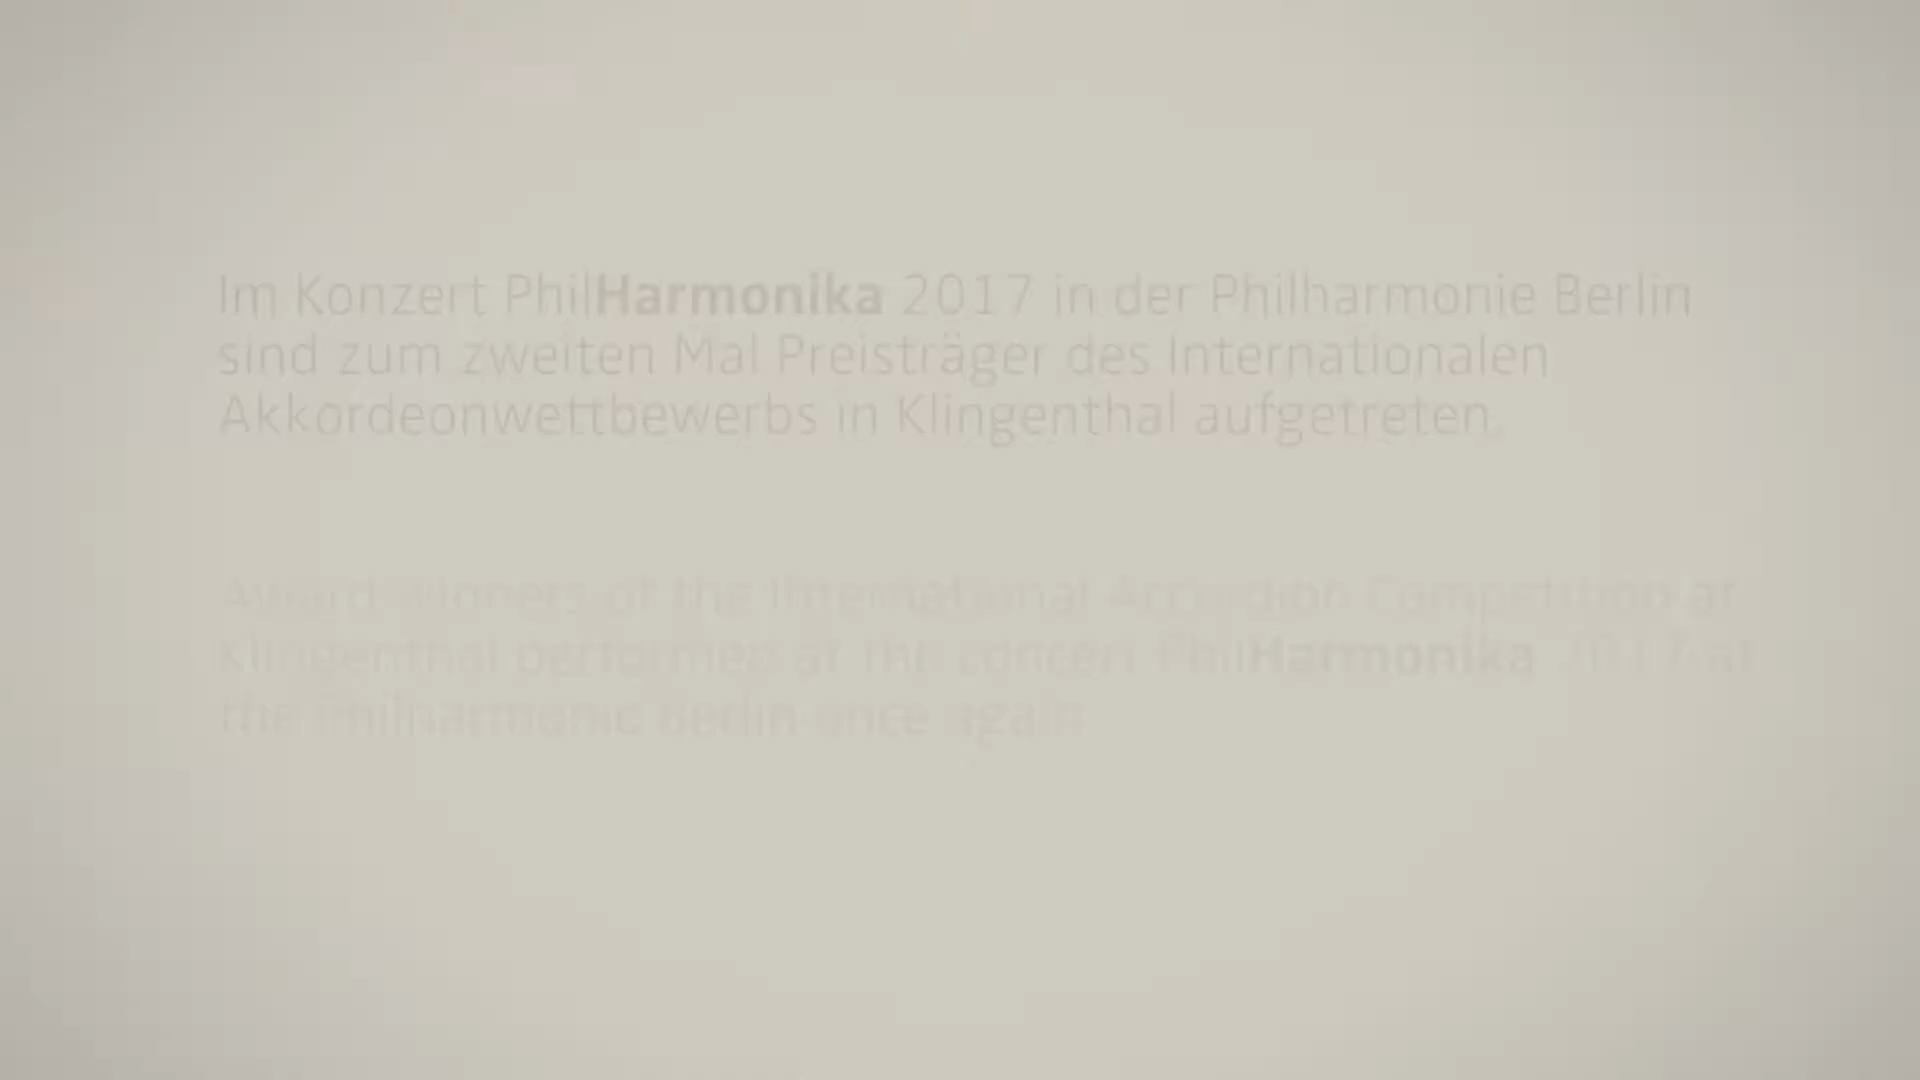 Im Konzert PhilHarmonika 2017 in der Philharmonie Berlin
sind zum zweiten Mal Preisträger des Internationalen
Akkordeonwettbewerbs in Klingenthal aufgetreten.
Award winners of the International Accordion Competition at
Klingenthal performed at the concert PhilHarmonika 2017 at
the Philharmonie Berlin once again